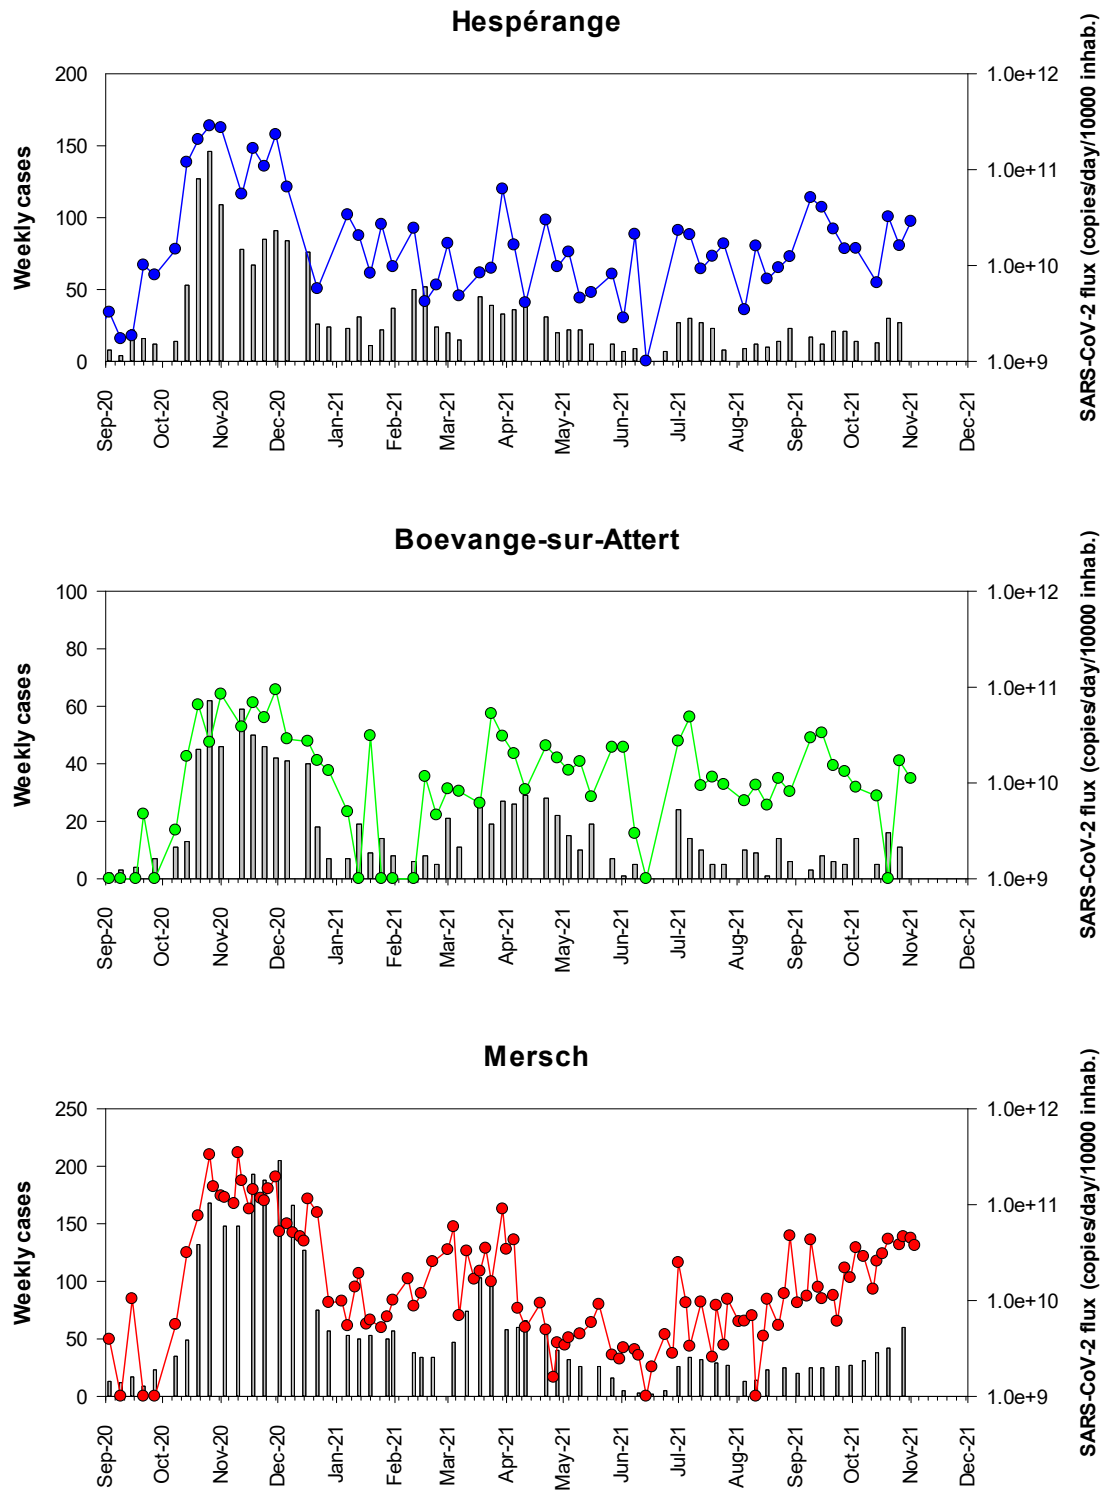 Hespérange
Weekly cases
200
150
100
50
0
1.0e+12
1.0e+11
1.0e+10
1.0e+9
SARS-CoV-2 flux (copies/day/10000 inhab.)
Sep-20
Oct-20
Nov-20
Dec-20
Jan-21
Feb-21
Mar-21
Apr-21
May-21
Jun-21
Jul-21
Aug-21
Sep-21
Oct-21
Nov-21
Dec-21
Boevange-sur-Attert
Weekly cases
100
80
60
40
20
0
1.0e+12
1.0e+11
1.0e+10
1.0e+9
SARS-CoV-2 flux (copies/day/10000 inhab.)
Sep-20
Oct-20
Nov-20
Dec-20
Jan-21
Feb-21
Mar-21
Apr-21
May-21
Jun-21
Jul-21
Aug-21
Sep-21
Oct-21
Nov-21
Dec-21
Mersch
Weekly cases
250
200
150
100
50
0
1.0e+12
1.0e+11
1.0e+10
1.0e+9
SARS-CoV-2 flux (copies/day/10000 inhab.)
Sep-20
Oct-20
Nov-20
Dec-20
Jan-21
Feb-21
Mar-21
Apr-21
May-21
Jun-21
Jul-21
Aug-21
Sep-21
Oct-21
Nov-21
Dec-21